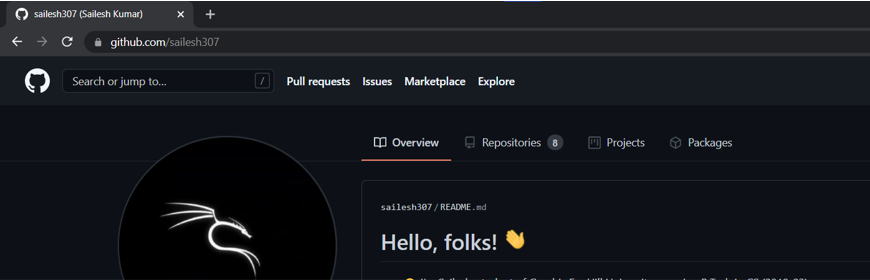 sailesh307 (Sailesh Kumar)
github.com/sailesh307
Search or jump to... /
Pull requests Issues Marketplace Explore
Overview Repositories 8 Projects Packages
sailesh307/README.md
Hello, folks! 👋